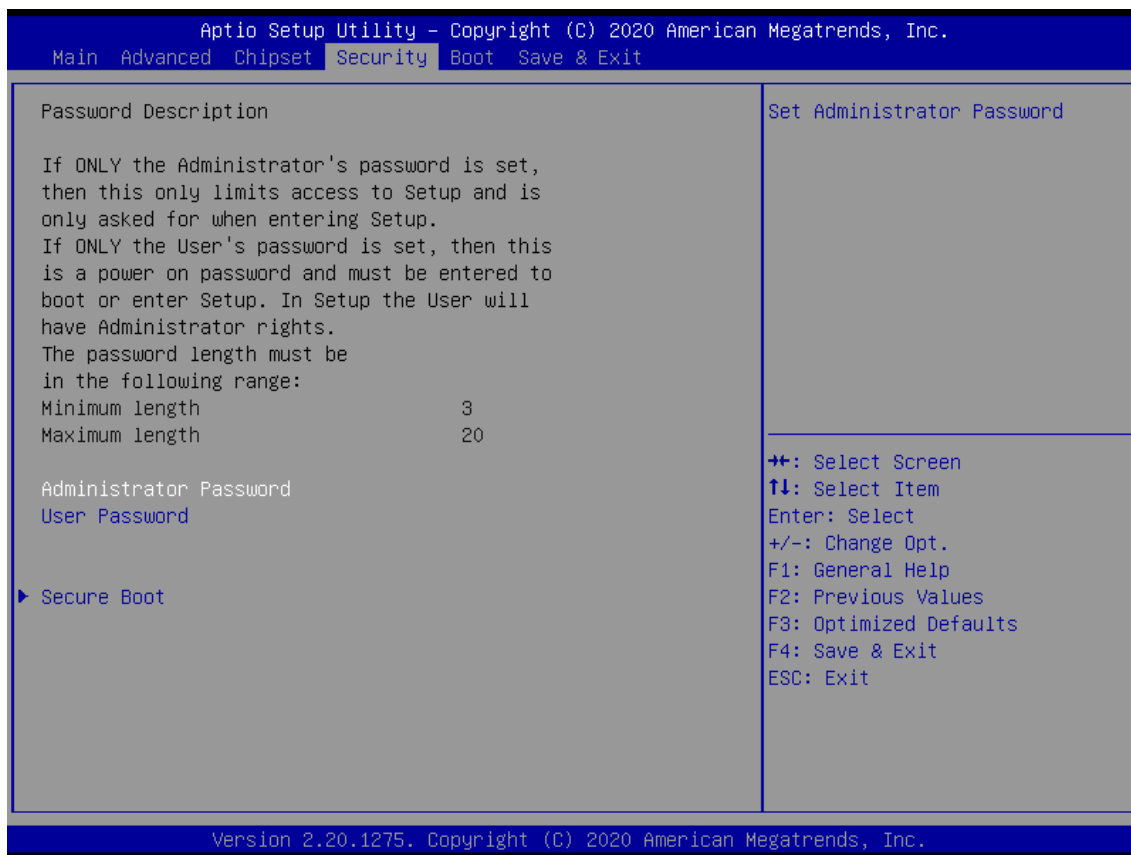 Aptio Setup Utility – Copyright (C) 2020 American Megatrends, Inc.
Main Advanced Chipset Security Boot Save & Exit
Password Description
If ONLY the Administrator's password is set,
then this only limits access to Setup and is
only asked for when entering Setup.
If ONLY the User's password is set, then this
is a power on password and must be entered to
boot or enter Setup. In Setup the User will
have Administrator rights.
The password length must be
in the following range:
Minimum length 3
Maximum length 20
Administrator Password
User Password
Secure Boot
Set Administrator Password
→←: Select Screen
↑↓: Select Item
Enter: Select
+/-: Change Opt.
F1: General Help
F2: Previous Values
F3: Optimized Defaults
F4: Save & Exit
ESC: Exit
Version 2.20.1275. Copyright (C) 2020 American Megatrends, Inc.